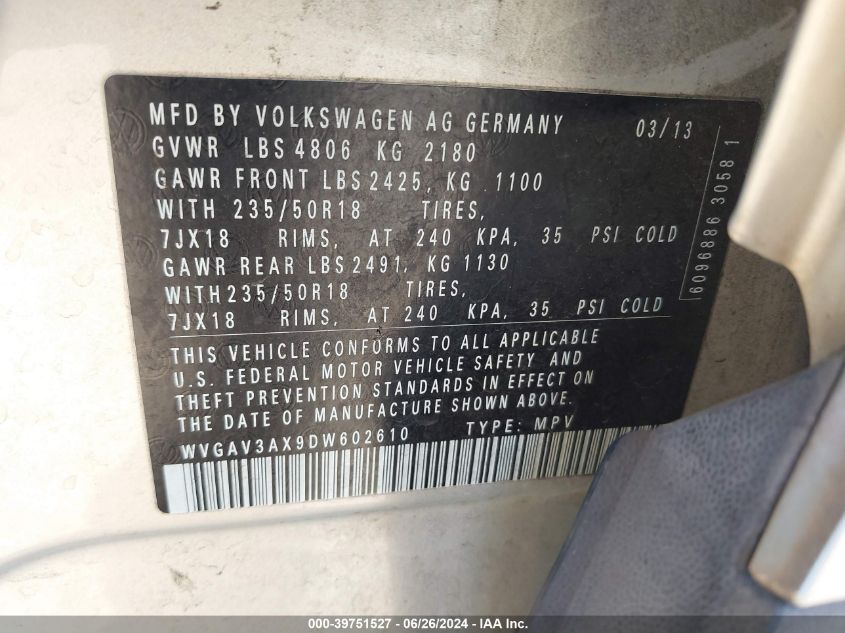 MFD BY VOLKSWAGEN AG GERMANY 03/13
GVWR LBS 4806 KG 2180
GAWR FRONT LBS 2425, KG 1100
WITH 235/50R18 TIRES,
7JX18 RIMS, AT 240 KPA, 35 PSI COLD
GAWR REAR LBS 2491, KG 1130
WITH 235/50R18 TIRES,
7JX18 RIMS, AT 240 KPA, 35 PSI COLD
THIS VEHICLE CONFORMS TO ALL APPLICABLE
U.S. FEDERAL MOTOR VEHICLE SAFETY AND
THEFT PREVENTION STANDARDS IN EFFECT ON
THE DATE OF MANUFACTURE SHOWN ABOVE.
WVGAV3AX9DW602610 TYPE: MPV
6096886 30581
000-39751527 - 06/26/2024 - IAA Inc.